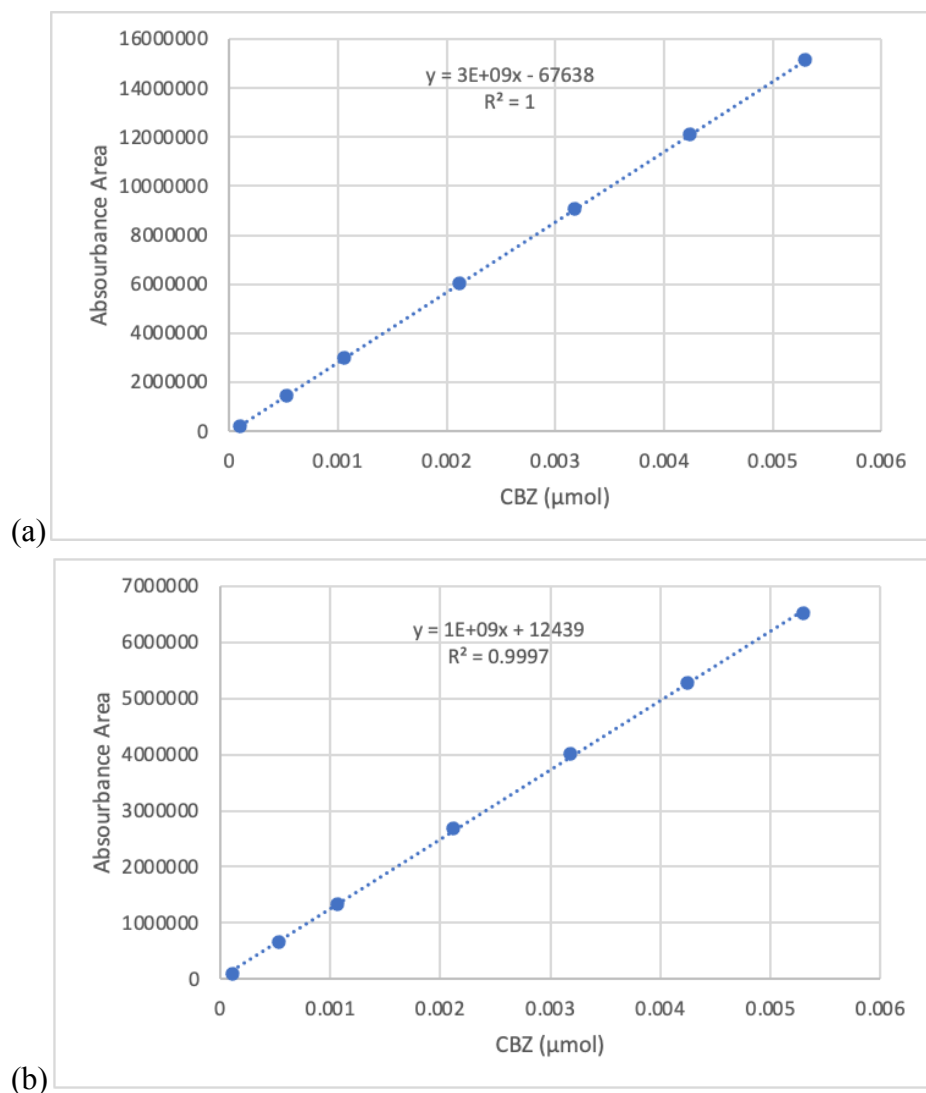 16000000
14000000
12000000
10000000
8000000
6000000
4000000
2000000
0
Absourbance Area
y = 3E+09x - 67638
R² = 1
0 0.001 0.002 0.003 0.004 0.005 0.006
CBZ (µmol)
(a)
7000000
6000000
5000000
4000000
3000000
2000000
1000000
0
Absourbance Area
y = 1E+09x + 12439
R² = 0.9997
0 0.001 0.002 0.003 0.004 0.005 0.006
CBZ (µmol)
(b)